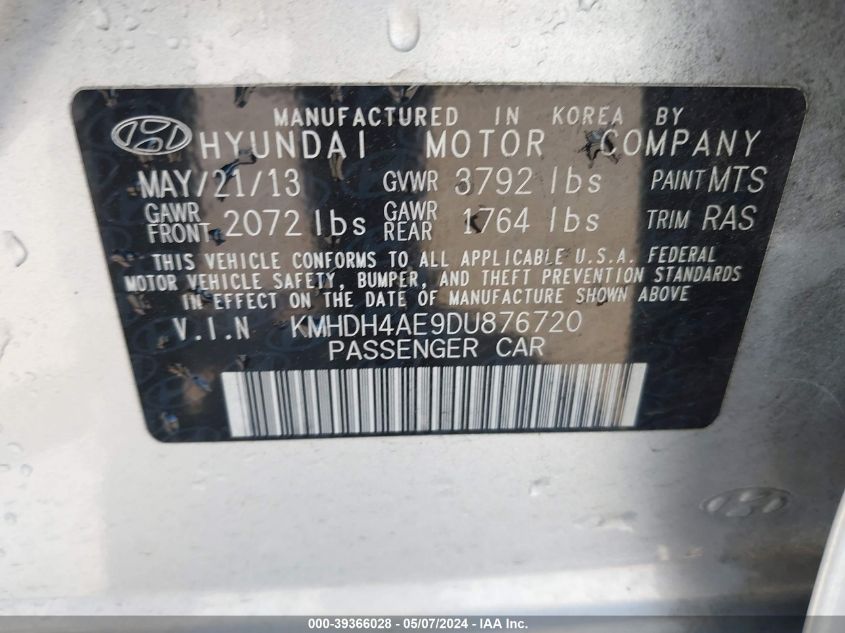 MANUFACTURED IN KOREA BY
HYUNDAI MOTOR COMPANY
MAY/21/13 GVWR 3792 lbs PAINT MTS
GAWR FRONT 2072 lbs GAWR REAR 1764 lbs TRIM RAS
THIS VEHICLE CONFORMS TO ALL APPLICABLE U.S.A. FEDERAL
MOTOR VEHICLE SAFETY, BUMPER, AND THEFT PREVENTION STANDARDS
IN EFFECT ON THE DATE OF MANUFACTURE SHOWN ABOVE
V.I.N KMHDH4AE9DU876720
PASSENGER CAR
000-39366028 - 05/07/2024 - IAA Inc.